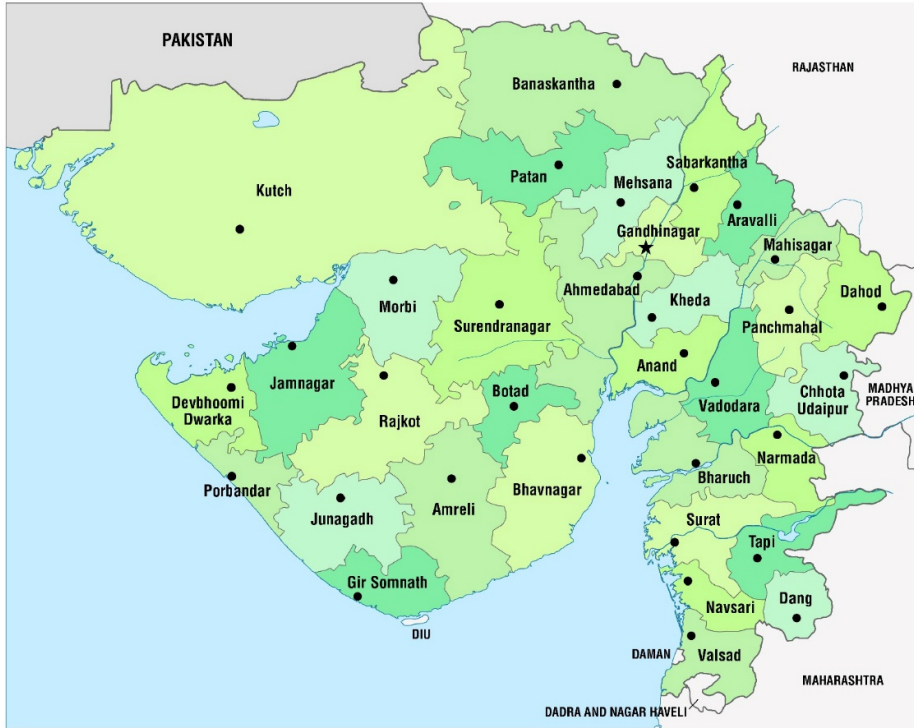 PAKISTAN
RAJASTHAN
Banaskantha
Sabarkantha
Patan
Mehsana
Kutch
Aravalli
Gandhinagar
Mahisagar
Ahmedabad
Dahod
Kheda
Morbi
Surendranagar
Panchmahal
Anand
Jamnagar
Botad
Chhota
Udaipur
MADHYA
PRADESH
Devbhoomi
Dwarka
Rajkot
Vadodara
Narmada
Bharuch
Porbandar
Bhavnagar
Amreli
Junagadh
Surat
Tapi
Gir Somnath
Dang
Navsari
DIU
DAMAN
Valsad
MAHARASHTRA
DADRA AND NAGAR HAVELI